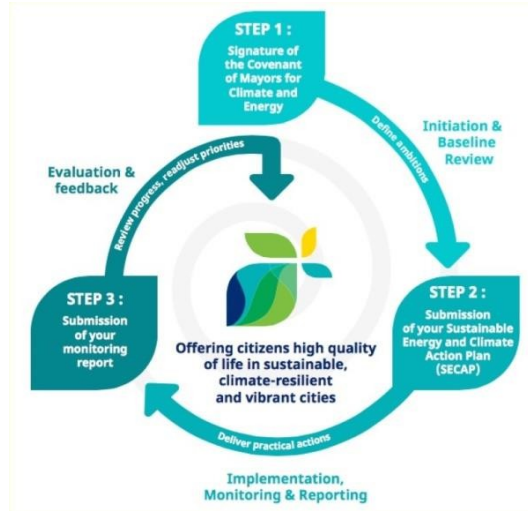 STEP 1 :
Signature of
the Covenant
of Mayors for
Climate and
Energy
Define ambitions
Initiation &
Baseline
Review
STEP 2 :
Submission
of your Sustainable
Energy and Climate
Action Plan
(SECAP)
Deliver practical actions
Implementation,
Monitoring & Reporting
STEP 3 :
Submission
of your
monitoring
report
Review progress, readjust priorities
Evaluation &
feedback
Offering citizens high quality
of life in sustainable,
climate-resilient
and vibrant cities